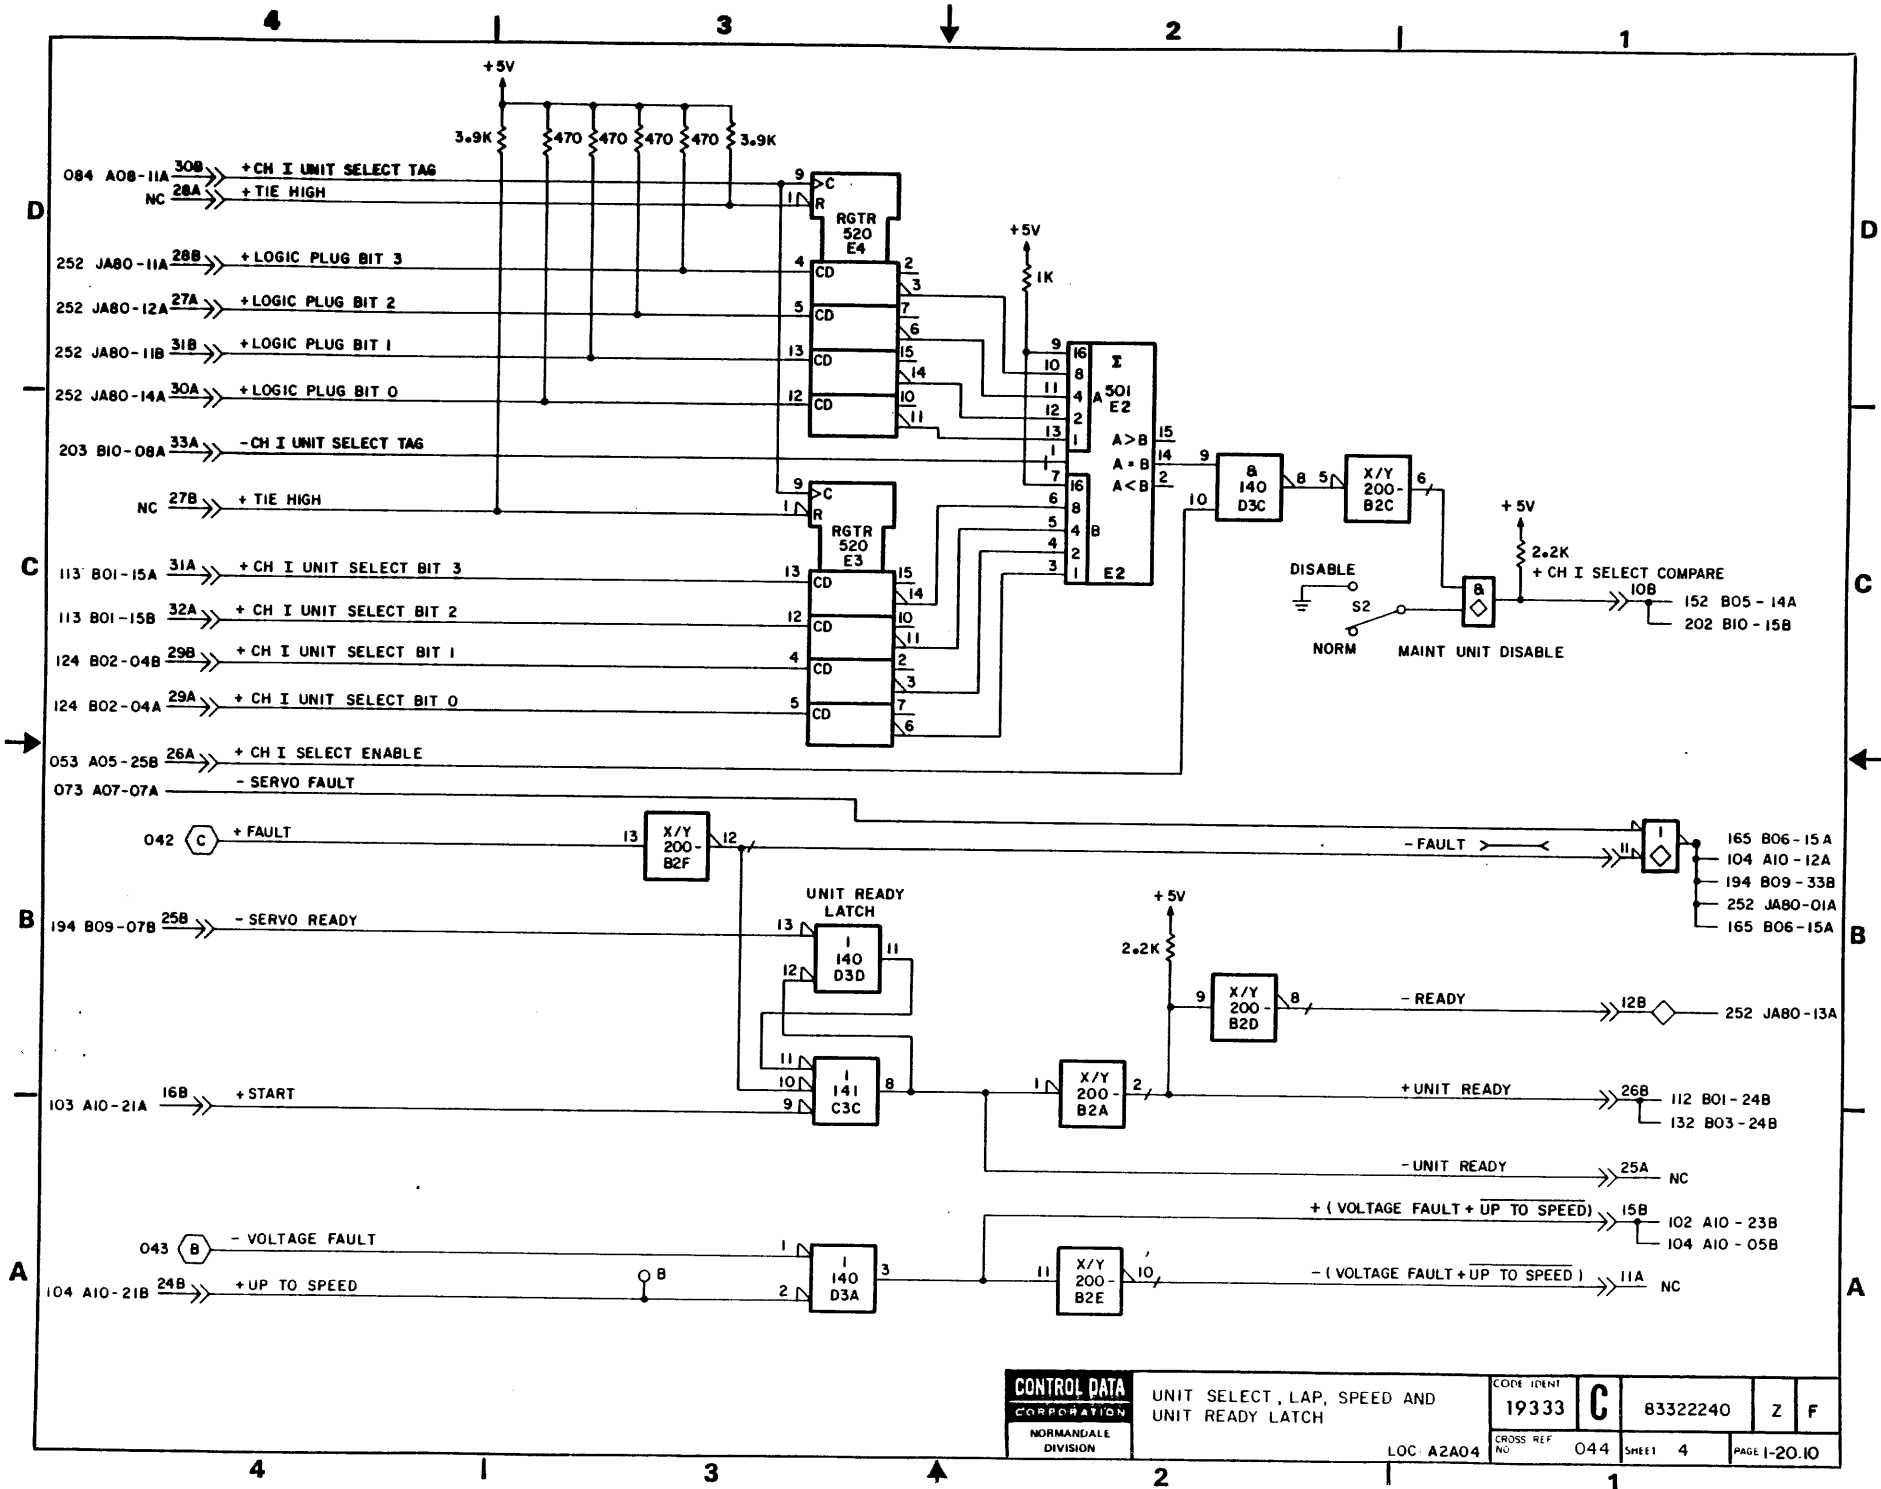 4 3 2 1
+5V
3.9K 470 470 470 470 3.9K
084 A08-11A 30B +CH I UNIT SELECT TAG 9 C
NC 28A +TIE HIGH 1 R
D D
RGTR
520
E4
+5V
1K
252 JA80-11A 28B +LOGIC PLUG BIT 3 4 CD 2
3
252 JA80-12A 27A +LOGIC PLUG BIT 2 5 CD 7
6
252 JA80-11B 31B +LOGIC PLUG BIT 1 13 CD 15
14
252 JA80-14A 30A +LOGIC PLUG BIT 0 12 CD 10
11
9 16 Σ
10 8
11 4 A 501
12 2 E2
13 1 A>B 15
1 A=B 14
7 16 A<B 2
6 8
5 4 B
4 2
3 1 E2
203 B10-08A 33A -CH I UNIT SELECT TAG
9 C
NC 27B + TIE HIGH 1 R
RGTR
520
E3
9 & 8
10 140
D3C
5 X/Y 6
200-
B2C
+5V
2.2K
+ CH I SELECT COMPARE
10B
152 B05-14A
202 B10-15B
DISABLE
S2
&
NORM MAINT UNIT DISABLE
C C
113 B01-15A 31A + CH I UNIT SELECT BIT 3 13 CD 15
14
113 B01-15B 32A + CH I UNIT SELECT BIT 2 12 CD 10
11
124 B02-04B 29B + CH I UNIT SELECT BIT 1 4 CD 2
3
124 B02-04A 29A + CH I UNIT SELECT BIT 0 5 CD 7
6
053 A05-25B 26A + CH I SELECT ENABLE
073 A07-07A - SERVO FAULT
042 C + FAULT 13 X/Y 12
200-
B2F
-FAULT 11 1
165 B06-15A
104 A10-12A
194 B09-33B
252 JA80-01A
165 B06-15A
B B
UNIT READY
LATCH
194 B09-07B 25B - SERVO READY 13 1 11
12 140
D3D
+5V
2.2K
9 X/Y 8
200-
B2D
- READY 12B 252 JA80-13A
11 1
10 141 8
103 A10-21A 16B +START 9 C3C
1 X/Y 2
200-
B2A
+UNIT READY 26B 112 B01-24B
132 B03-24B
-UNIT READY 25A NC
+(VOLTAGE FAULT+UP TO SPEED) 15B 102 A10-23B
104 A10-05B
A A
043 B - VOLTAGE FAULT 1 1 3
140
104 A10-21B 24B +UP TO SPEED B 2 D3A
11 X/Y 10
200-
B2E
-(VOLTAGE FAULT+UP TO SPEED) 11A NC
CONTROL DATA
CORPORATION
NORMANDALE
DIVISION
UNIT SELECT, LAP, SPEED AND
UNIT READY LATCH
LOC A2A04
CODE IDENT
19333 C 83322240 Z F
CROSS REF
NO 044 SHEET 4 PAGE 1-20.10
4 3 2 1